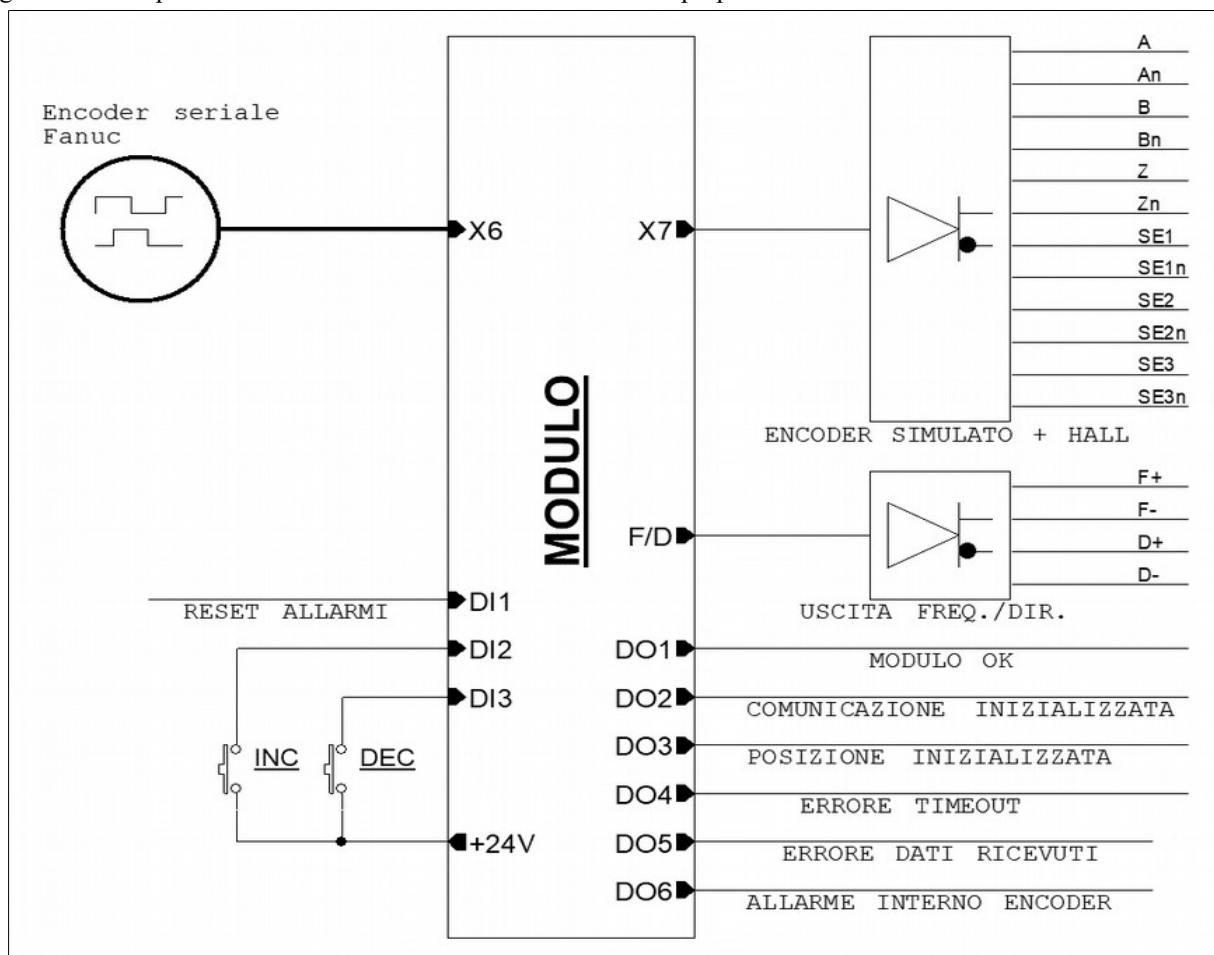 A
An
Encoder seriale
Fanuc
B
Bn
Z
Zn
X6
X7
SE1
SE1n
SE2
SE2n
SE3
SE3n
MODULO
ENCODER SIMULATO + HALL
F+
F-
F/D
D+
D-
DI1
RESET ALLARMI
USCITA FREQ./DIR.
DI2
DO1
MODULO OK
DI3
DO2
COMUNICAZIONE INIZIALIZZATA
INC
DEC
DO3
POSIZIONE INIZIALIZZATA
DO4
ERRORE TIMEOUT
+24V
DO5
ERRORE DATI RICEVUTI
DO6
ALLARME INTERNO ENCODER